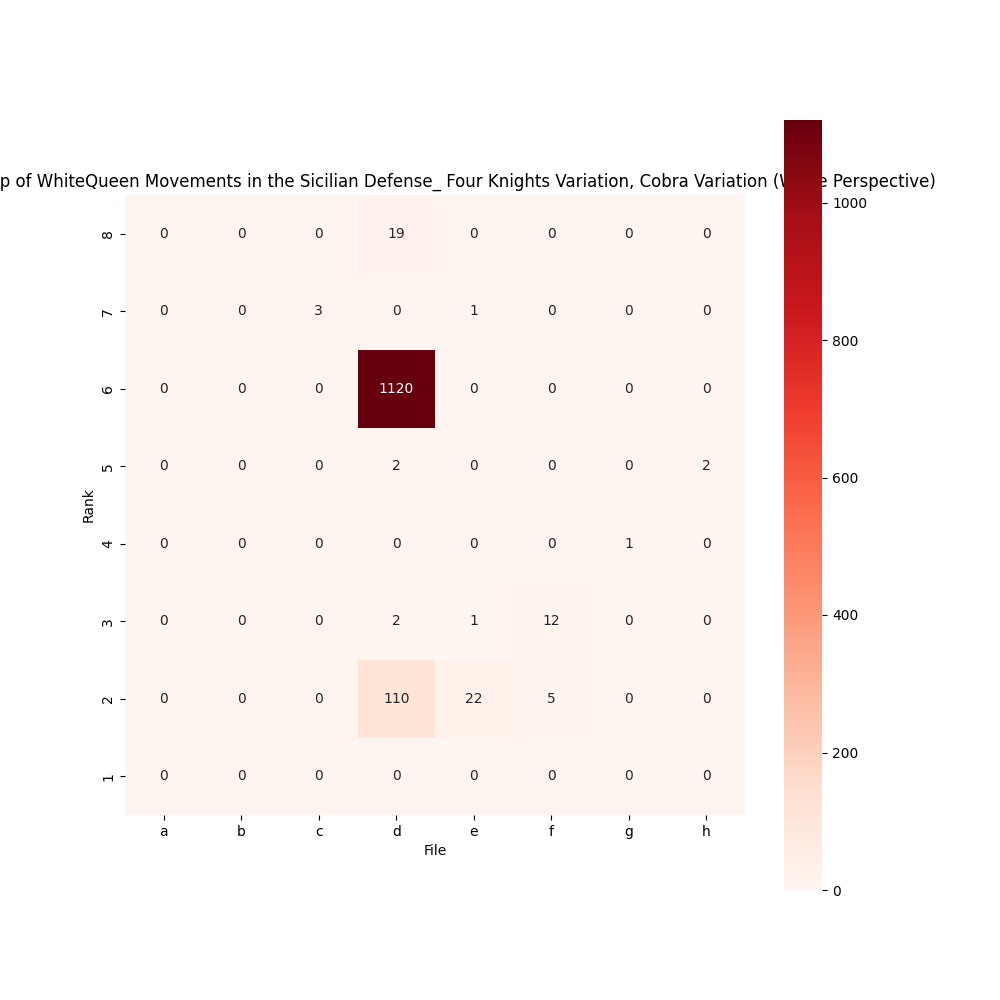 p of WhiteQueen Movements in the Sicilian Defense_ Four Knights Variation, Cobra Variation (W e Perspective)
1000
800
600
400
200
0
Rank
8 0 0 0 19 0 0 0 0
7 0 0 3 0 1 0 0 0
6 0 0 0 1120 0 0 0 0
5 0 0 0 2 0 0 0 2
4 0 0 0 0 0 0 1 0
3 0 0 0 2 1 12 0 0
2 0 0 0 110 22 5 0 0
1 0 0 0 0 0 0 0 0
a b c d e f g h
File